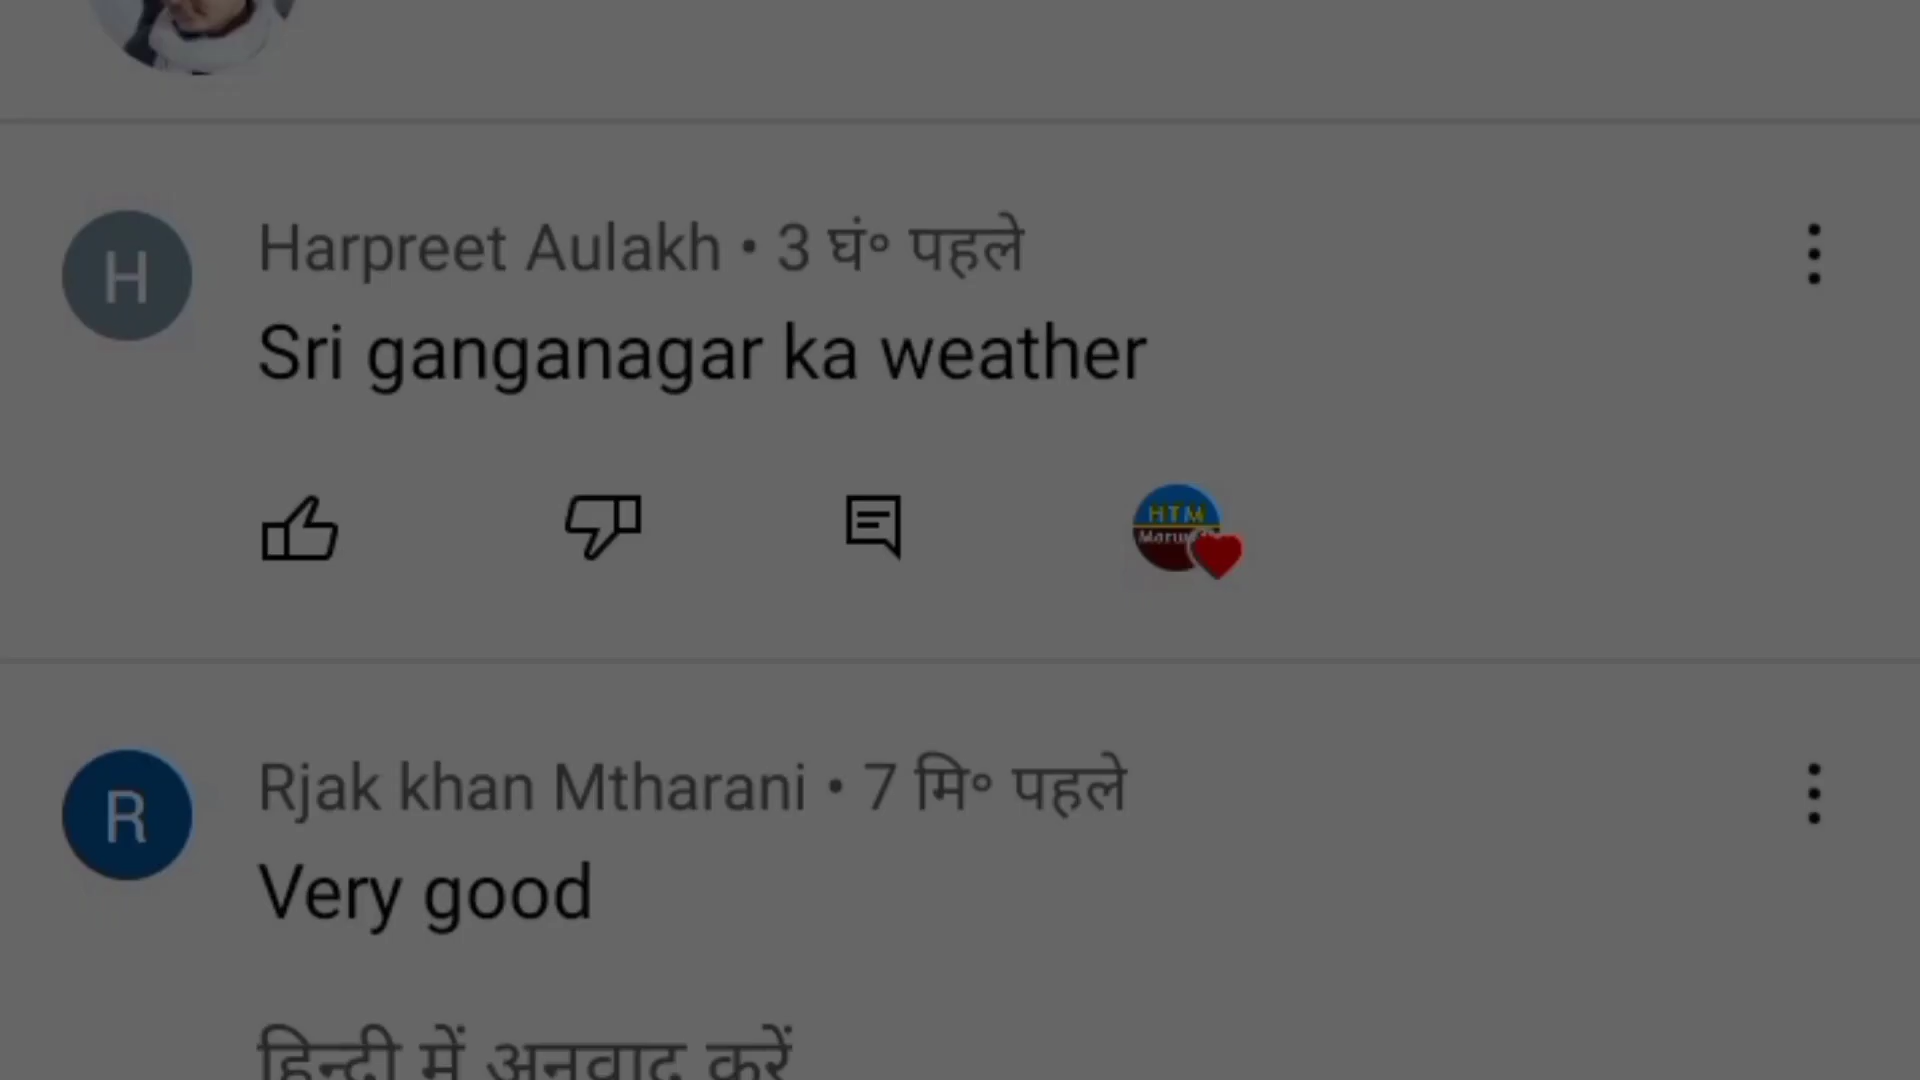 H
Harpreet Aulakh • 3 घं॰ पहले
Sri ganganagar ka weather
HTM
R
Rjak khan Mtharani • 7 मि॰ पहले
Very good
हिन्दी में अनुवाद करें